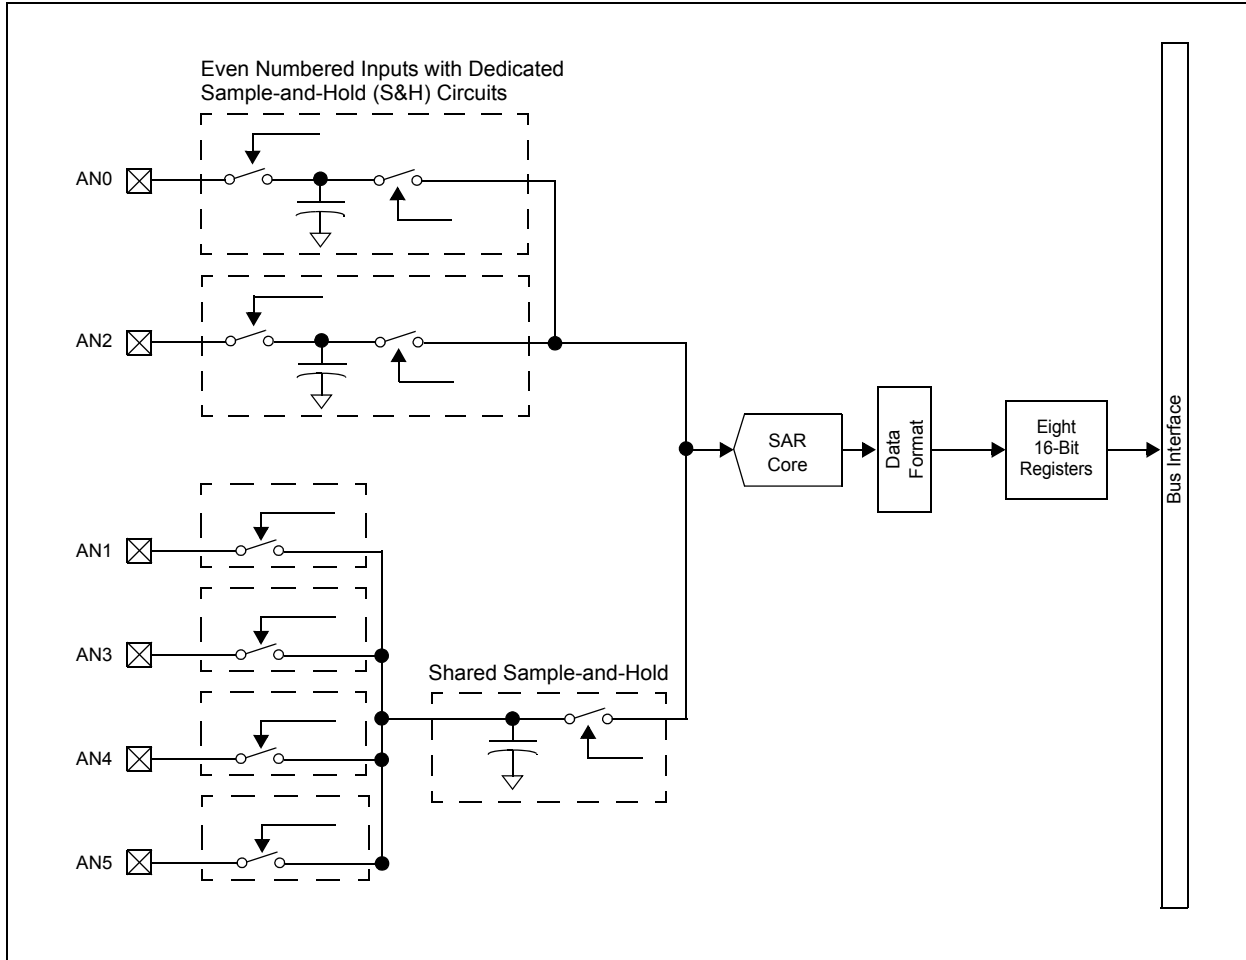 Even Numbered Inputs with Dedicated
Sample-and-Hold (S&H) Circuits
AN0
AN2
SAR
Core
Data
Format
Eight
16-Bit
Registers
Bus Interface
AN1
AN3
Shared Sample-and-Hold
AN4
AN5